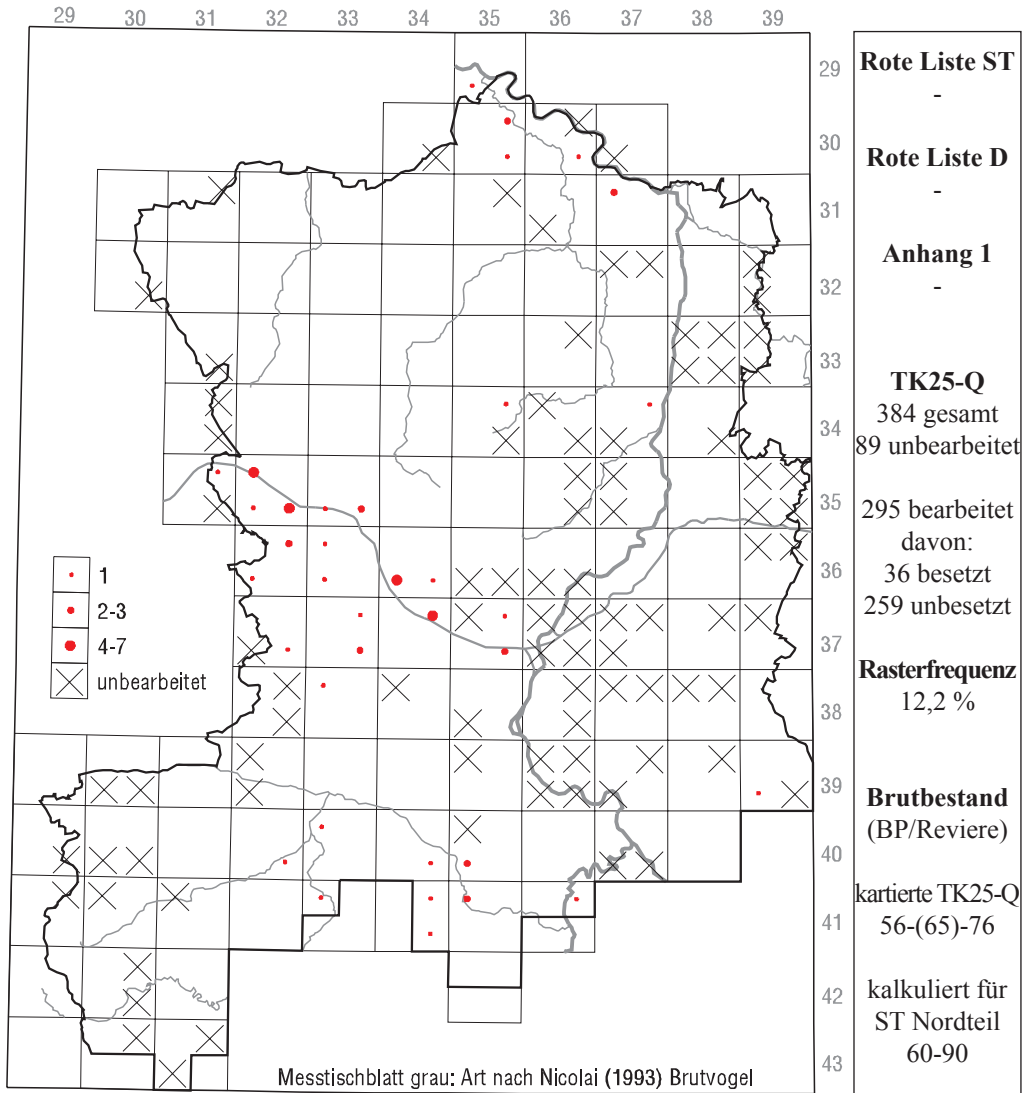 29 30 31 32 33 34 35 36 37 38 39
29
30
31
32
33
34
35
36
37
38
39
40
41
42
43
1
2-3
4-7
unbearbeitet
Messtischblatt grau: Art nach Nicolai (1993) Brutvogel
Rote Liste ST
-
Rote Liste D
-
Anhang 1
-
TK25-Q
384 gesamt
89 unbearbeitet
295 bearbeitet
davon:
36 besetzt
259 unbesetzt
Rasterfrequenz
12,2 %
Brutbestand
(BP/Reviere)
kartierte TK25-Q
56-(65)-76
kalkuliert für
ST Nordteil
60-90